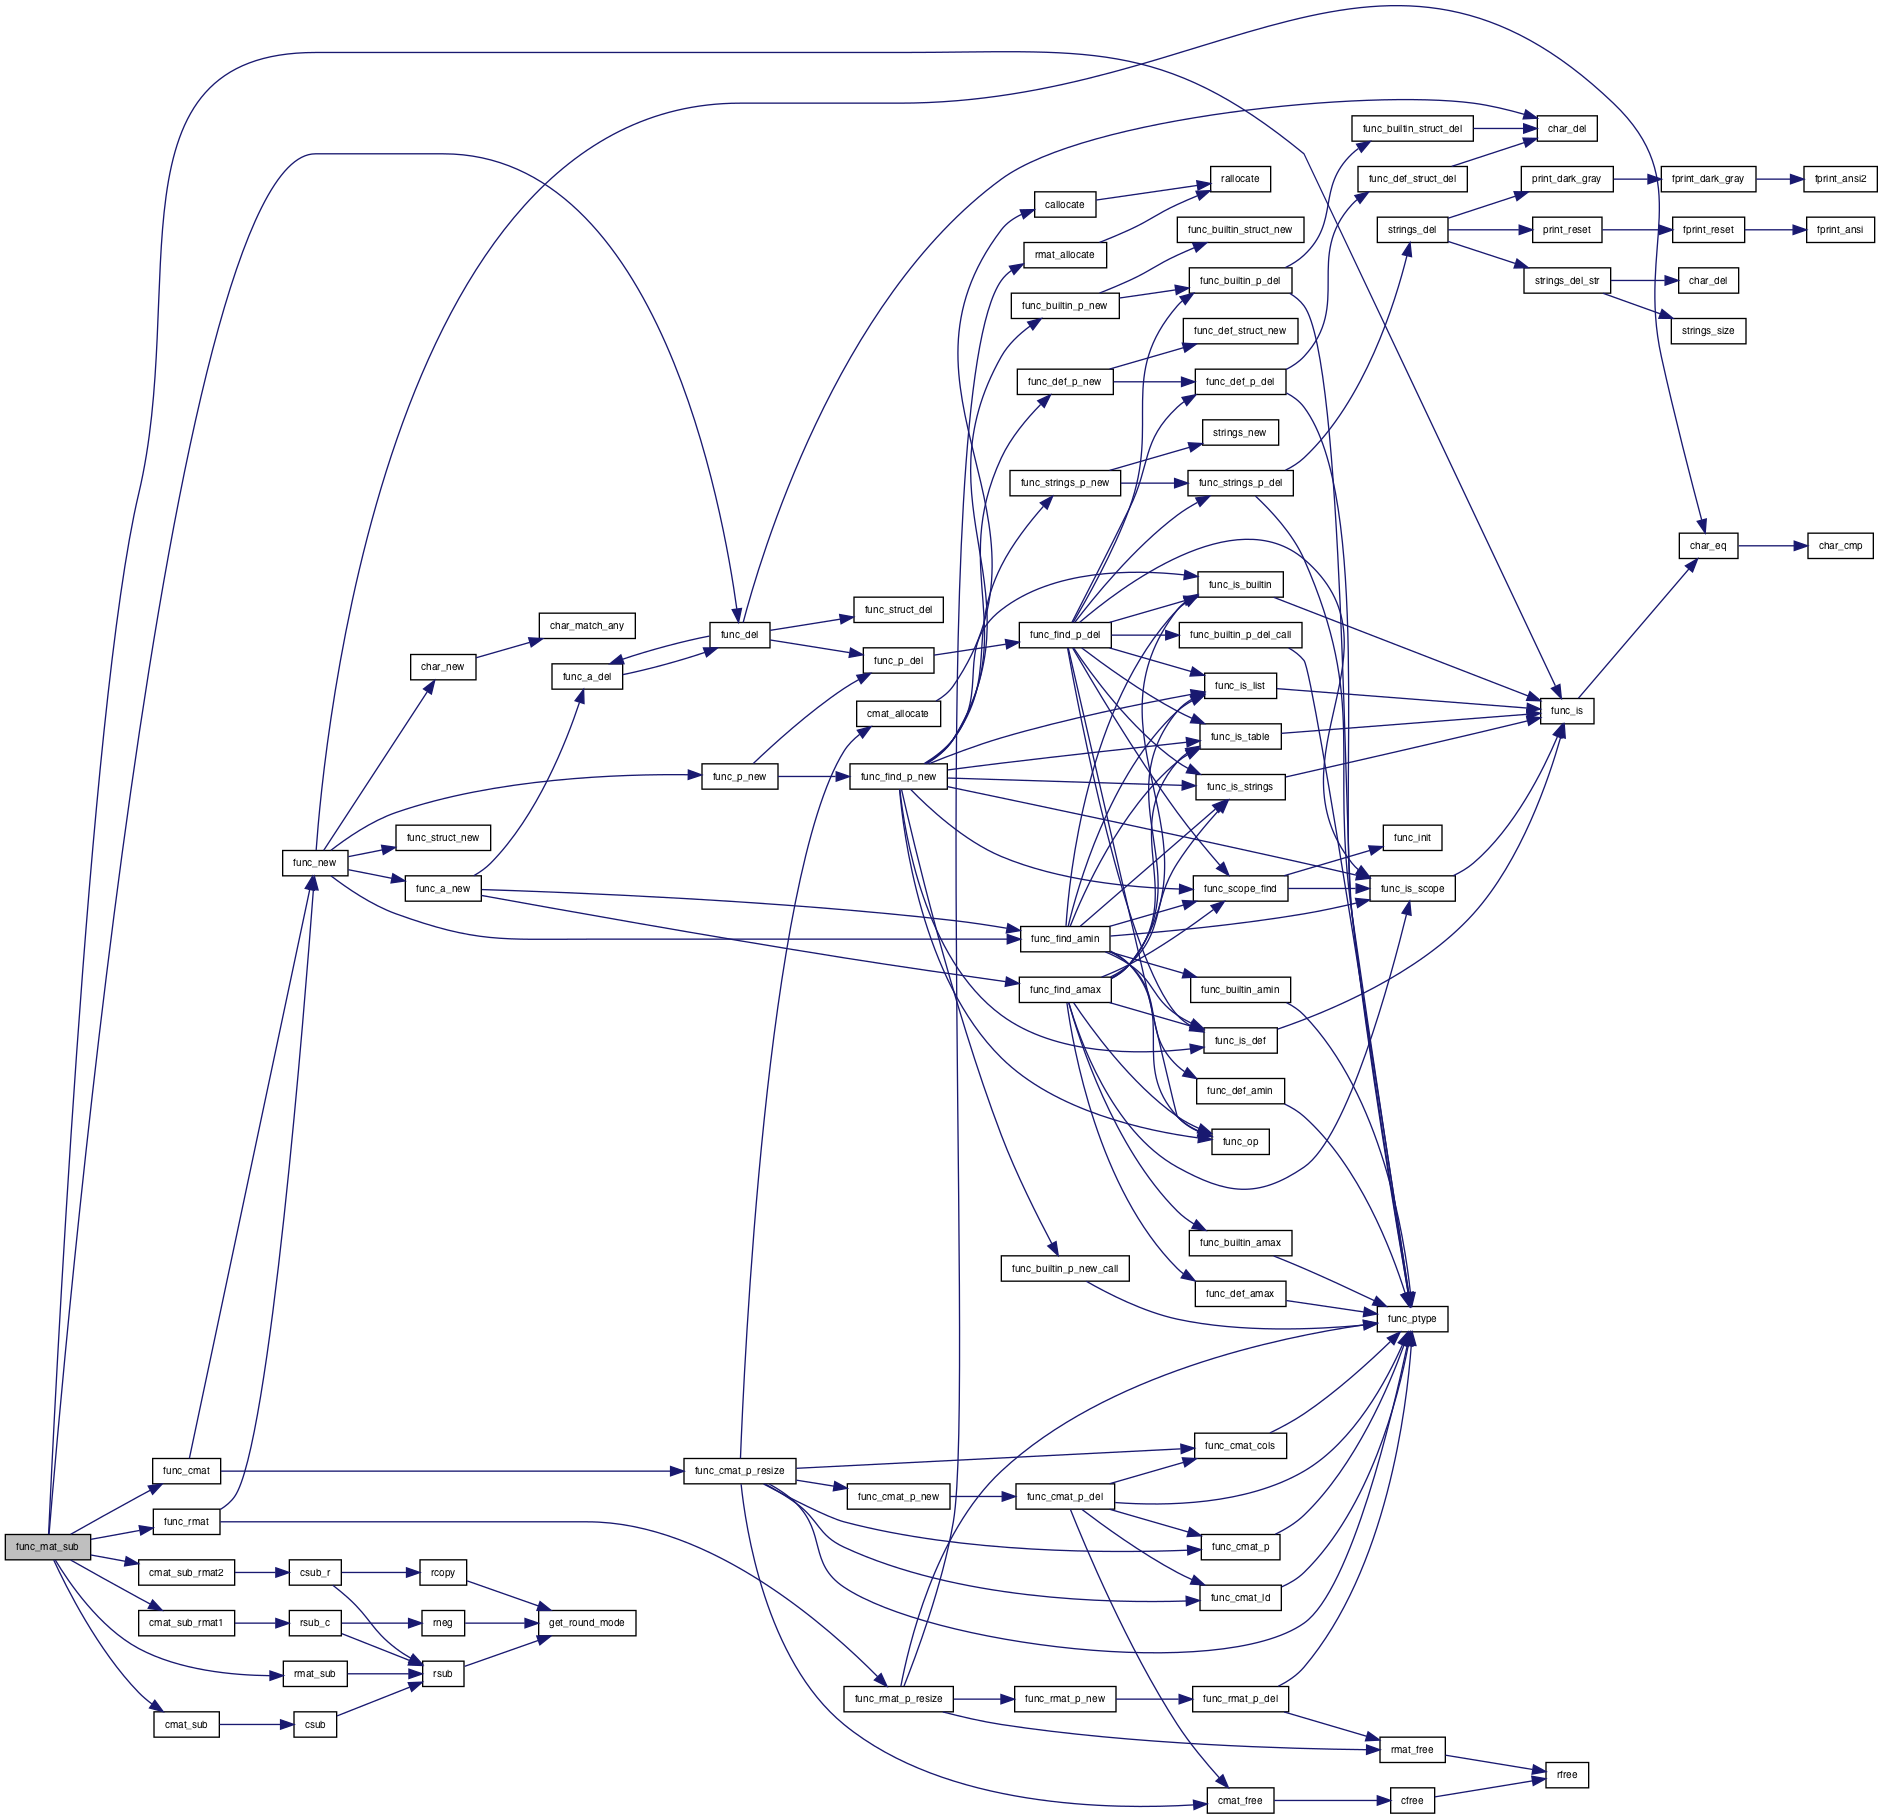 func_builtin_struct_del
char_del
func_def_struct_del
print_dark_gray
fprint_dark_gray
fprint_ansi2
rallocate
callocate
func_builtin_struct_new
strings_del
print_reset
fprint_reset
fprint_ansi
rmat_allocate
func_builtin_p_del
strings_del_str
char_del
func_builtin_p_new
func_def_struct_new
strings_size
func_def_p_new
func_def_p_del
strings_new
func_strings_p_new
func_strings_p_del
char_eq
char_cmp
func_is_builtin
func_struct_del
char_match_any
func_del
func_find_p_del
func_builtin_p_del_call
char_new
func_a_del
func_p_del
func_is_list
cmat_allocate
func_is
func_is_table
func_p_new
func_find_p_new
func_is_strings
func_struct_new
func_init
func_new
func_a_new
func_scope_find
func_is_scope
func_find_amin
func_find_amax
func_builtin_amin
func_is_def
func_def_amin
func_op
func_builtin_amax
func_builtin_p_new_call
func_def_amax
func_ptype
func_cmat_cols
func_cmat
func_cmat_p_resize
func_cmat_p_new
func_cmat_p_del
func_rmat
func_mat_sub
func_cmat_p
cmat_sub_rmat2
csub_r
rcopy
func_cmat_ld
cmat_sub_rmat1
rsub_c
rneg
get_round_mode
rmat_sub
rsub
func_rmat_p_resize
func_rmat_p_new
func_rmat_p_del
cmat_sub
csub
rmat_free
rfree
cmat_free
cfree